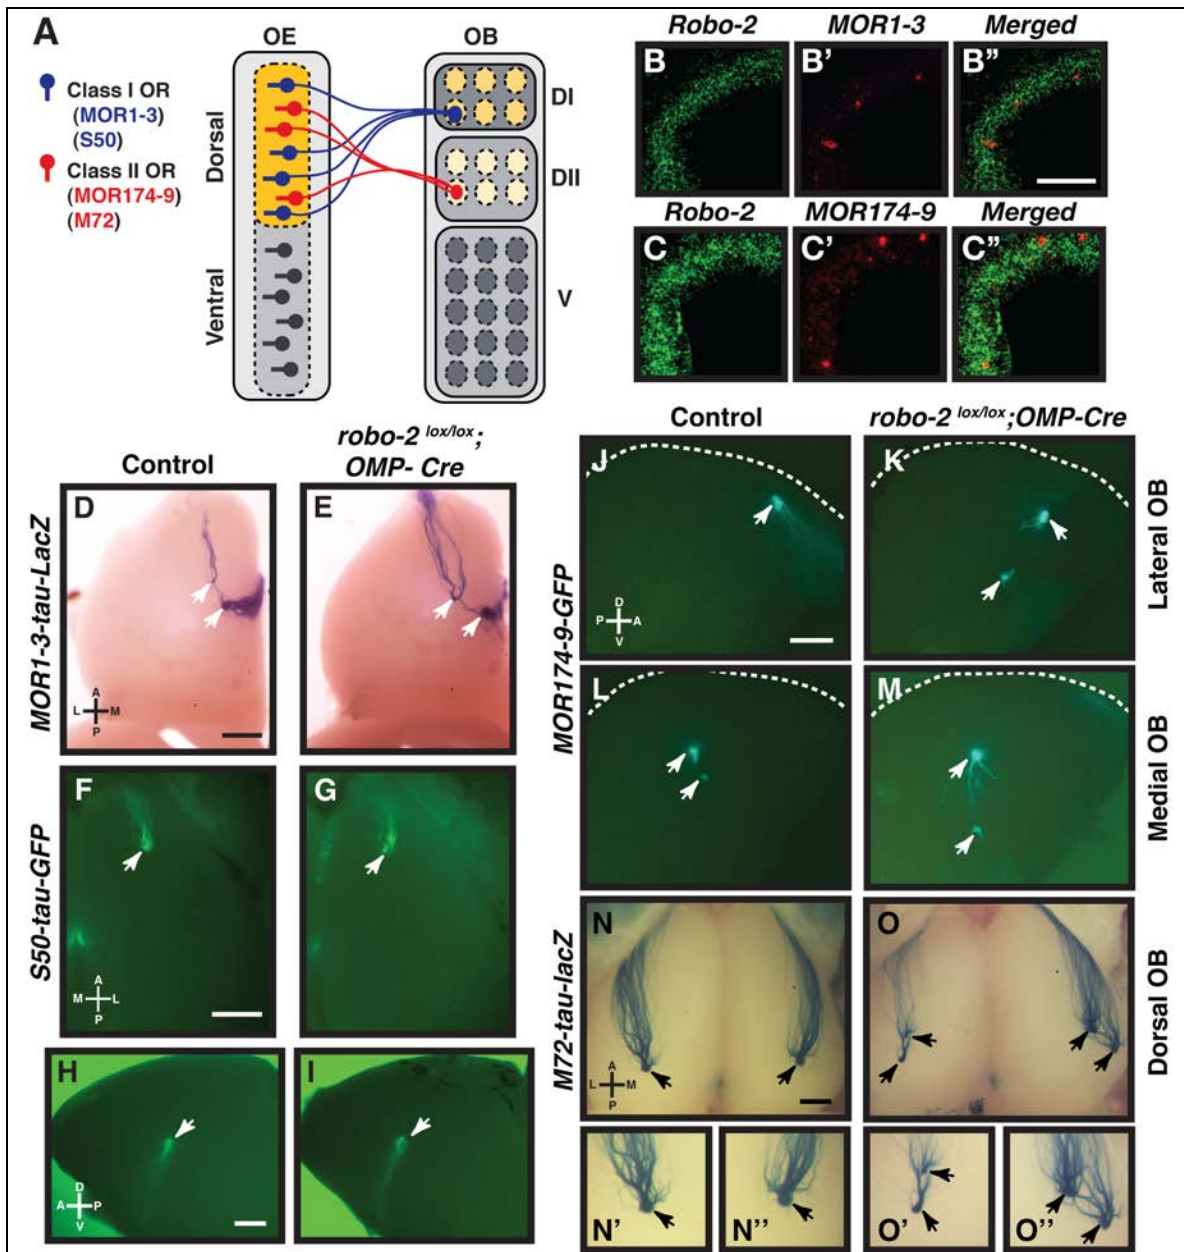 A
OE
OB
Class I OR
(MOR1-3)
(S50)
Class II OR
(MOR174-9)
(M72)
Dorsal
Ventral
DI
DII
V
Robo-2
MOR1-3
Merged
B
B'
B"
Robo-2
MOR174-9
Merged
C
C'
C"
Control
robo-2 lox/lox;
OMP- Cre
MOR1-3-tau-LacZ
D
A
L
M
P
E
S50-tau-GFP
F
A
M
L
P
G
H
D
A
P
V
I
Control
robo-2 lox/lox;OMP-Cre
MOR174-9-GFP
J
D
P
A
V
K
Lateral OB
L
M
Medial OB
M72-tau-lacZ
N
A
L
M
P
O
Dorsal OB
N'
N''
O'
O''